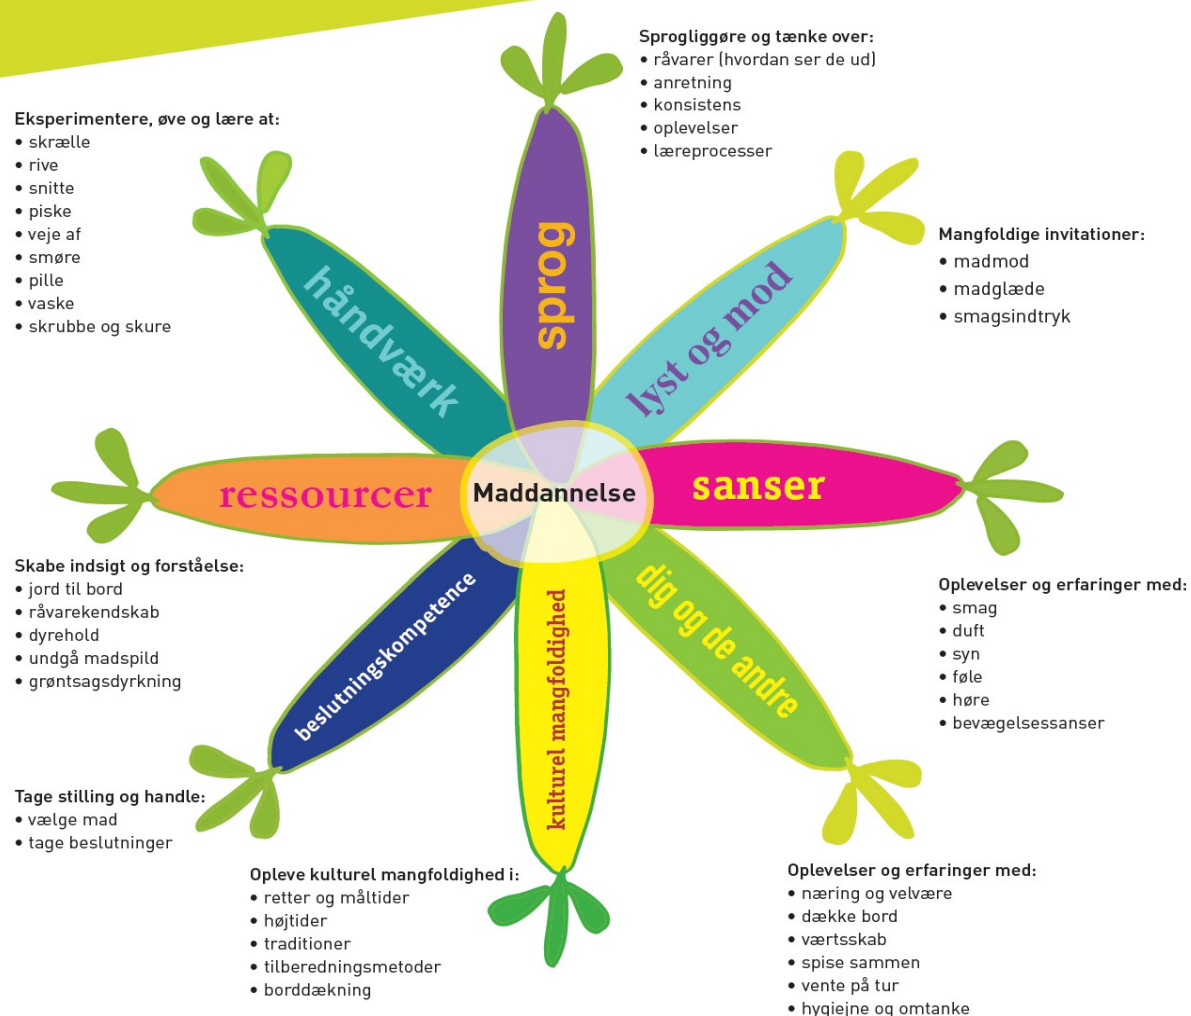 Sprogliggøre og tænke over:
• råvarer (hvordan ser de ud)
• anretning
• konsistens
• oplevelser
• læreprocesser
Eksperimentere, øve og lære at:
• skrælle
• rive
• snitte
• piske
• veje af
• smøre
• pille
• vaske
• skrubbe og skure
Mangfoldige invitationer:
• madmod
• madglæde
• smagsindtryk
sprog
håndværk
lyst og mod
ressourcer
Maddannelse
sanser
beslutningskompetence
kulturel mangfoldighed
dig og de andre
Skabe indsigt og forståelse:
• jord til bord
• råvarekendskab
• dyrehold
• undgå madspild
• grøntsagsdyrkning
Oplevelser og erfaringer med:
• smag
• duft
• syn
• føle
• høre
• bevægelsessanser
Tage stilling og handle:
• vælge mad
• tage beslutninger
Opleve kulturel mangfoldighed i:
• retter og måltider
• højtider
• traditioner
• tilberedningsmetoder
• borddækning
Oplevelser og erfaringer med:
• næring og velvære
• dække bord
• værtsskab
• spise sammen
• vente på tur
• hygiejne og omtanke